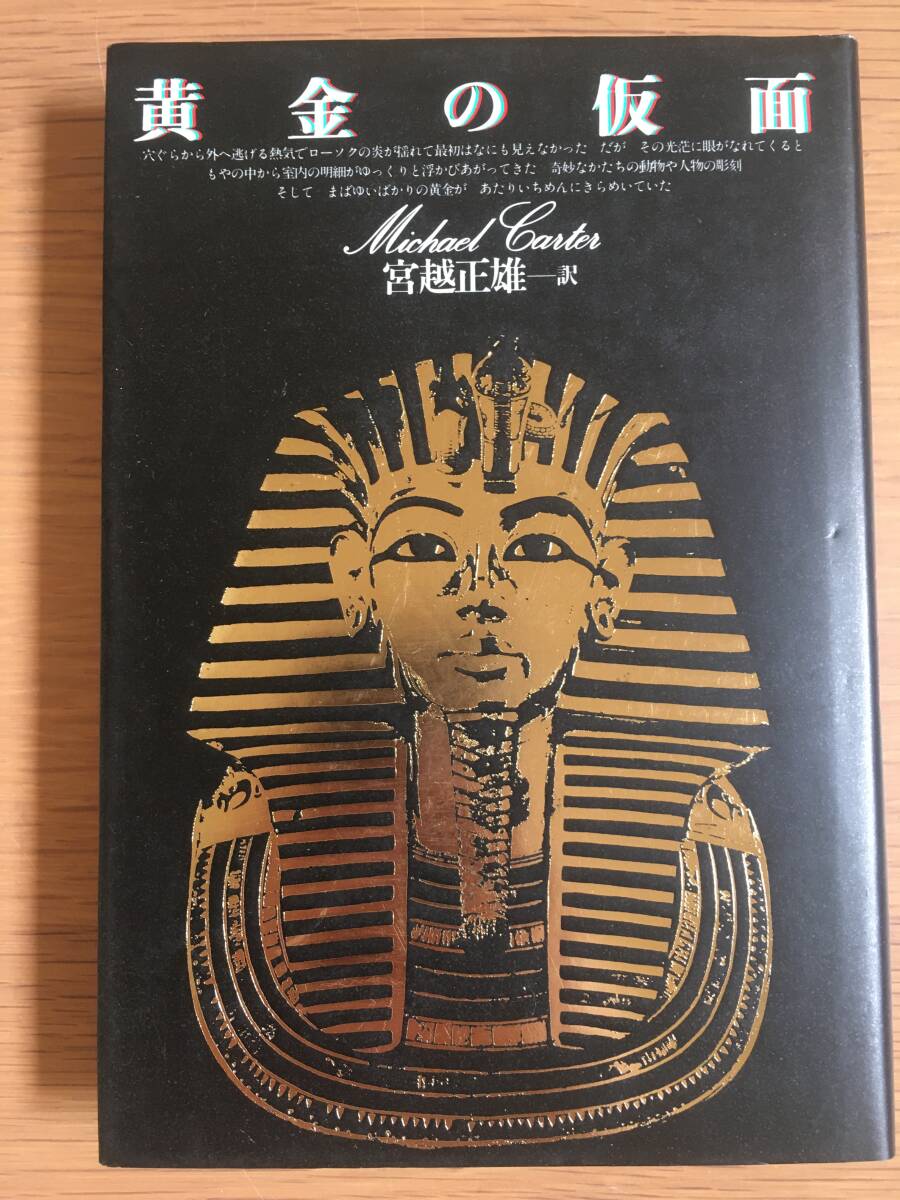 黄金の仮面
穴ぐらから外へ逃げる熱気でローソクの炎が揺れて最初はなにも見えなかった　だが　その光茫に眼がなれてくると
もやの中から室内の明細がゆっくりと浮かびあがってきた　奇妙なかたちの動物や人物の彫刻
そして　まばゆいばかりの黄金が　あたりいちめんにきらめいていた
Michael Carter
宮越正雄―訳